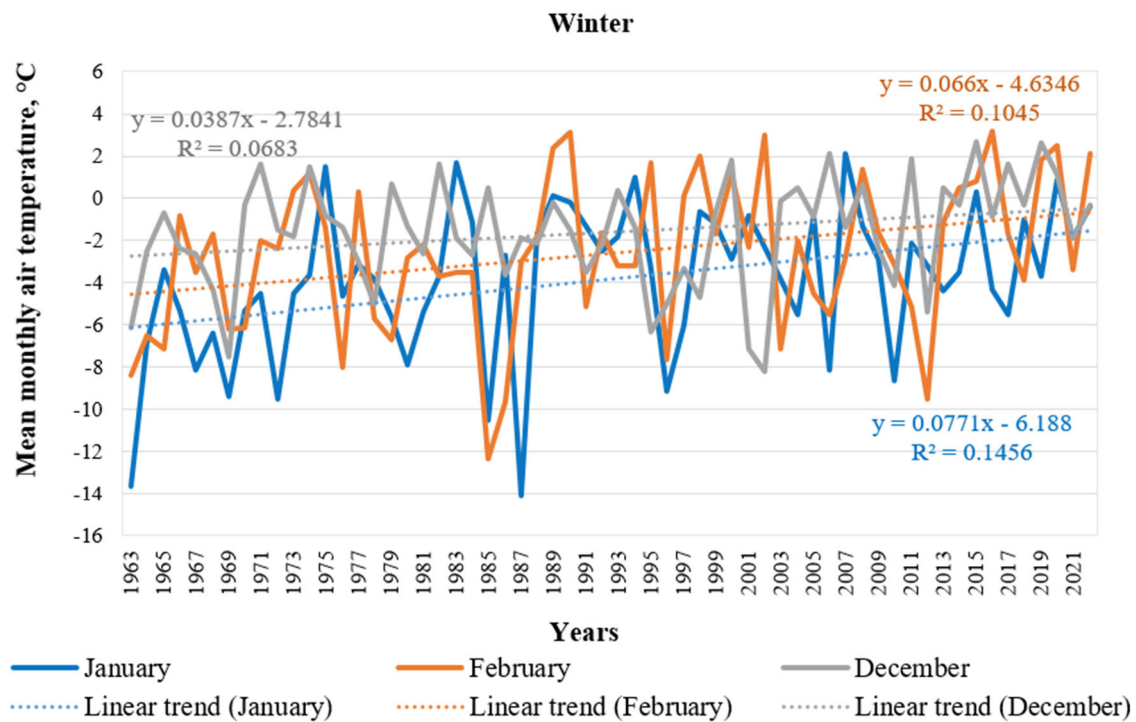 Winter
Mean monthly air temperature, °C
6
4
2
0
-2
-4
-6
-8
-10
-12
-14
-16
y = 0.0387x - 2.7841
R² = 0.0683
y = 0.066x - 4.6346
R² = 0.1045
y = 0.0771x - 6.188
R² = 0.1456
1963
1965
1967
1969
1971
1973
1975
1977
1979
1981
1983
1985
1987
1989
1991
1993
1995
1997
1999
2001
2003
2005
2007
2009
2011
2013
2015
2017
2019
2021
Years
January
February
December
Linear trend (January)
Linear trend (February)
Linear trend (December)